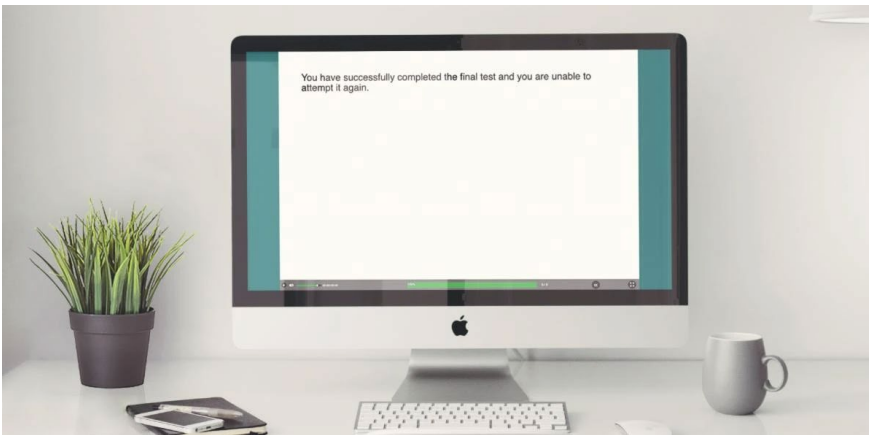 You have successfully completed the final test and you are unable to
attempt it again.